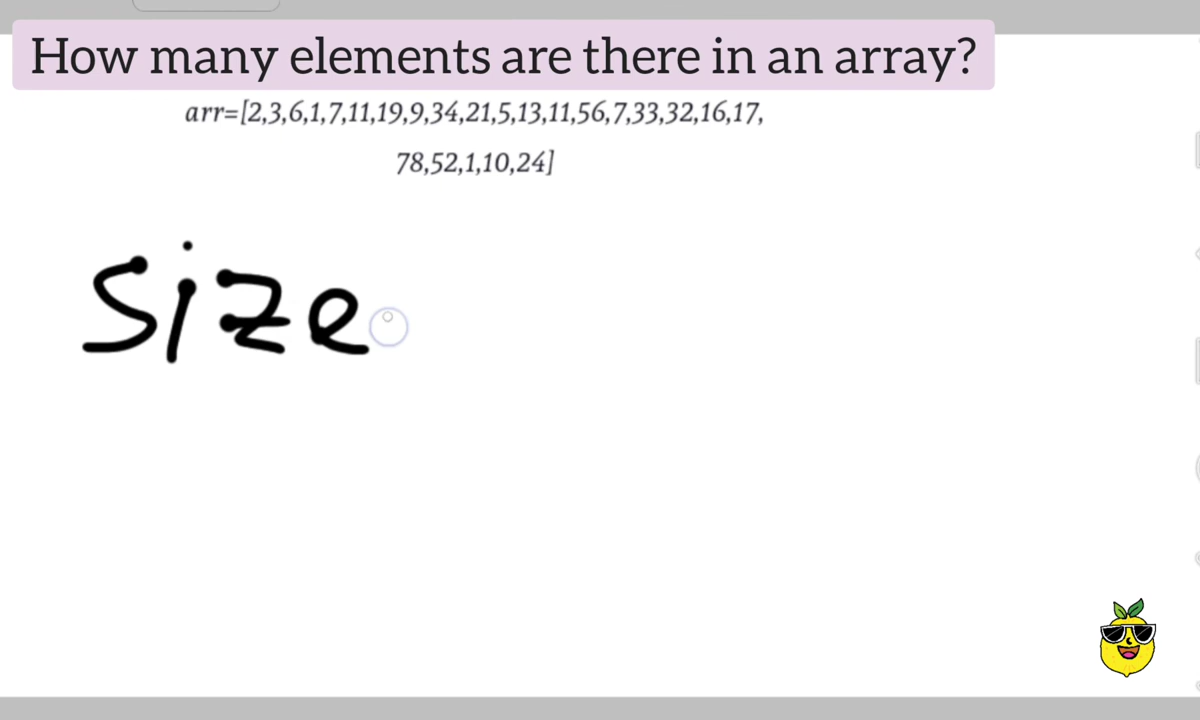 How many elements are there in an array?
arr=[2,3,6,1,7,11,19,9,34,21,5,13,11,56,7,33,32,16,17,
78,52,1,10,24]
Size